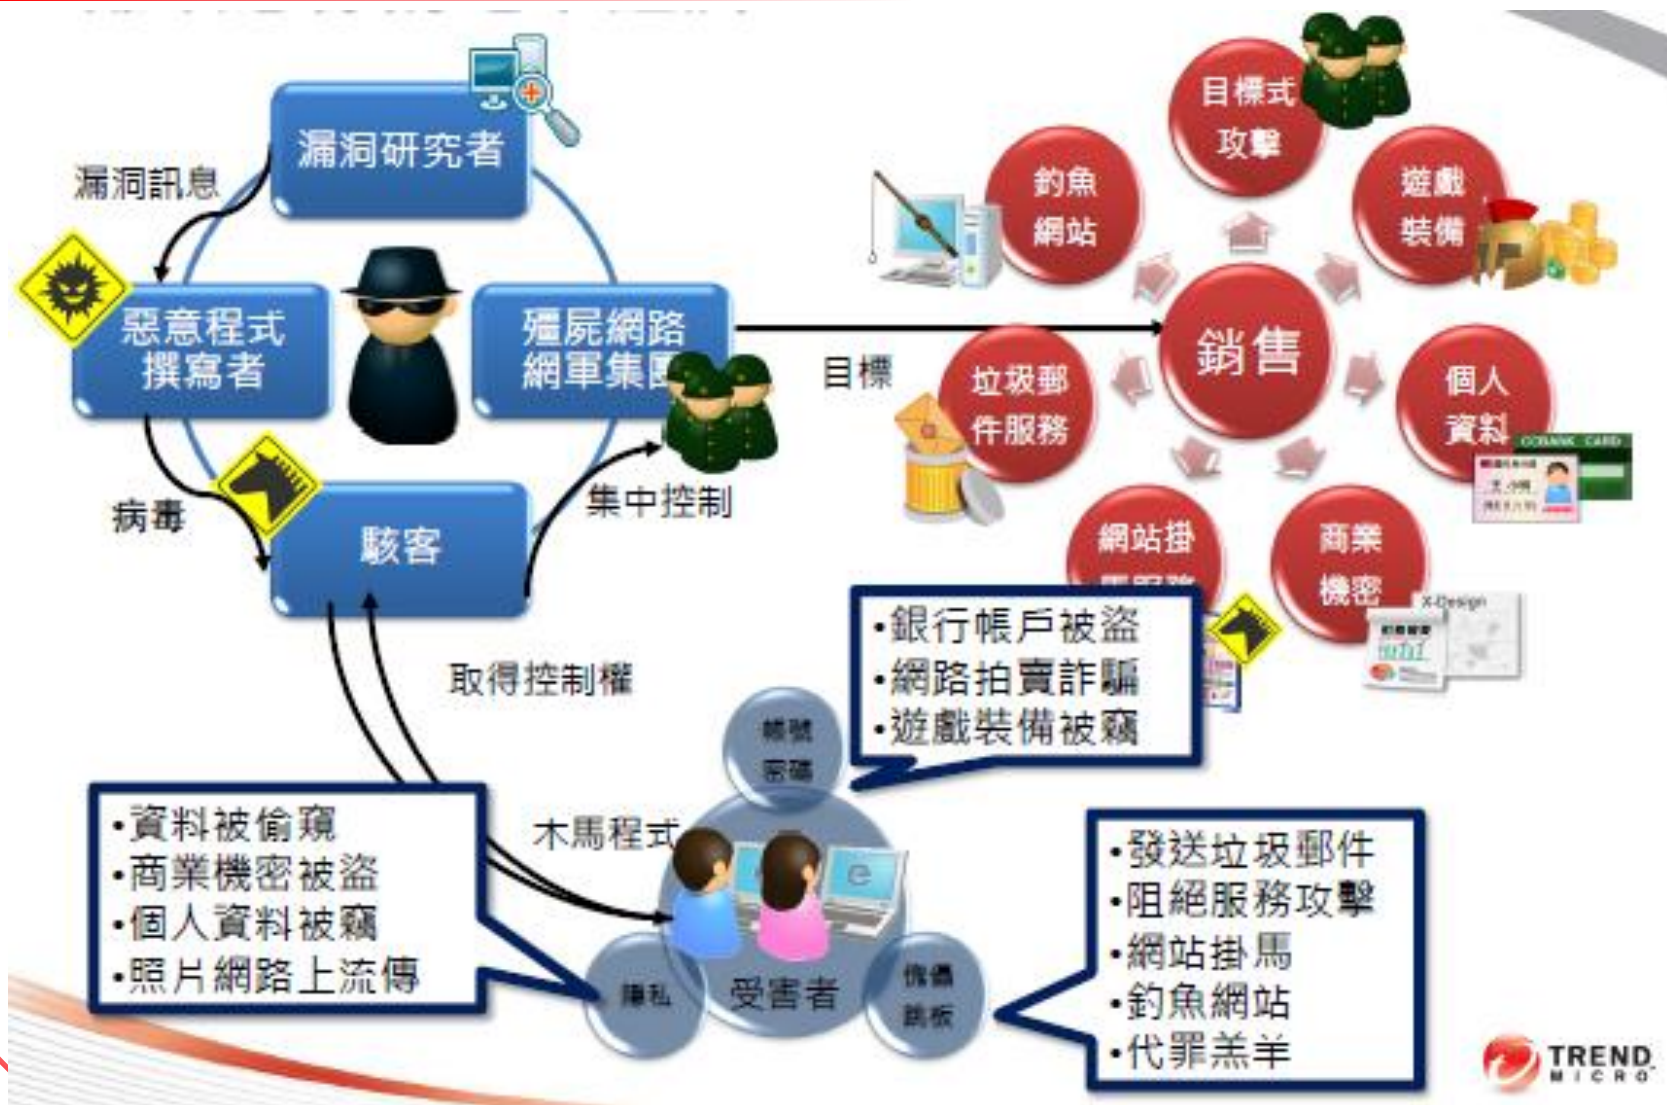 漏洞研究者
漏洞訊息
惡意程式
撰寫者
殭屍網路
網軍集團
病毒
駭客
集中控制
取得控制權
木馬程式
目標
銷售
目標式
攻擊
釣魚
網站
遊戲
裝備
垃圾郵
件服務
個人
資料
CARD
網站掛
商業
機密
X-Design
•銀行帳戶被盜
•網路拍賣詐騙
•遊戲裝備被竊
帳號
密碼
•資料被偷窺
•商業機密被盜
•個人資料被竊
•照片網路上流傳
隱私
受害者
傀儡
跳板
•發送垃圾郵件
•阻絕服務攻擊
•網站掛馬
•釣魚網站
•代罪羔羊
TREND
MICRO